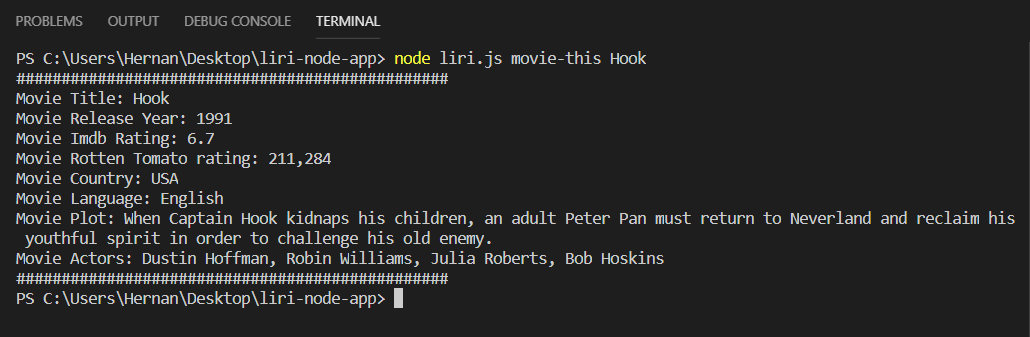 PROBLEMS OUTPUT DEBUG CONSOLE TERMINAL
PS C:\Users\Hernan\Desktop\liri-node-app> node liri.js movie-this Hook
################################################
Movie Title: Hook
Movie Release Year: 1991
Movie Imdb Rating: 6.7
Movie Rotten Tomato rating: 211,284
Movie Country: USA
Movie Language: English
Movie Plot: When Captain Hook kidnaps his children, an adult Peter Pan must return to Neverland and reclaim his
youthful spirit in order to challenge his old enemy.
Movie Actors: Dustin Hoffman, Robin Williams, Julia Roberts, Bob Hoskins
################################################
PS C:\Users\Hernan\Desktop\liri-node-app>